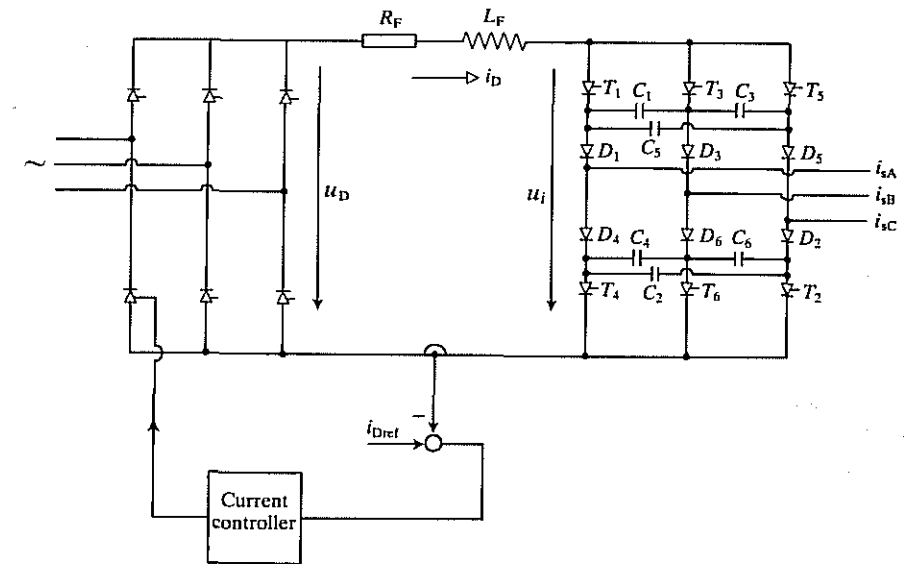 R_F L_F
i_D
T_1 C_1 T_3 C_3 T_5
C_5
D_1 D_3 D_5
~
u_D u_i
i_sA
i_sB
i_sC
D_4 C_4 D_6 C_6 D_2
C_2
T_4 T_6 T_2
−
i_Dref
Current
controller